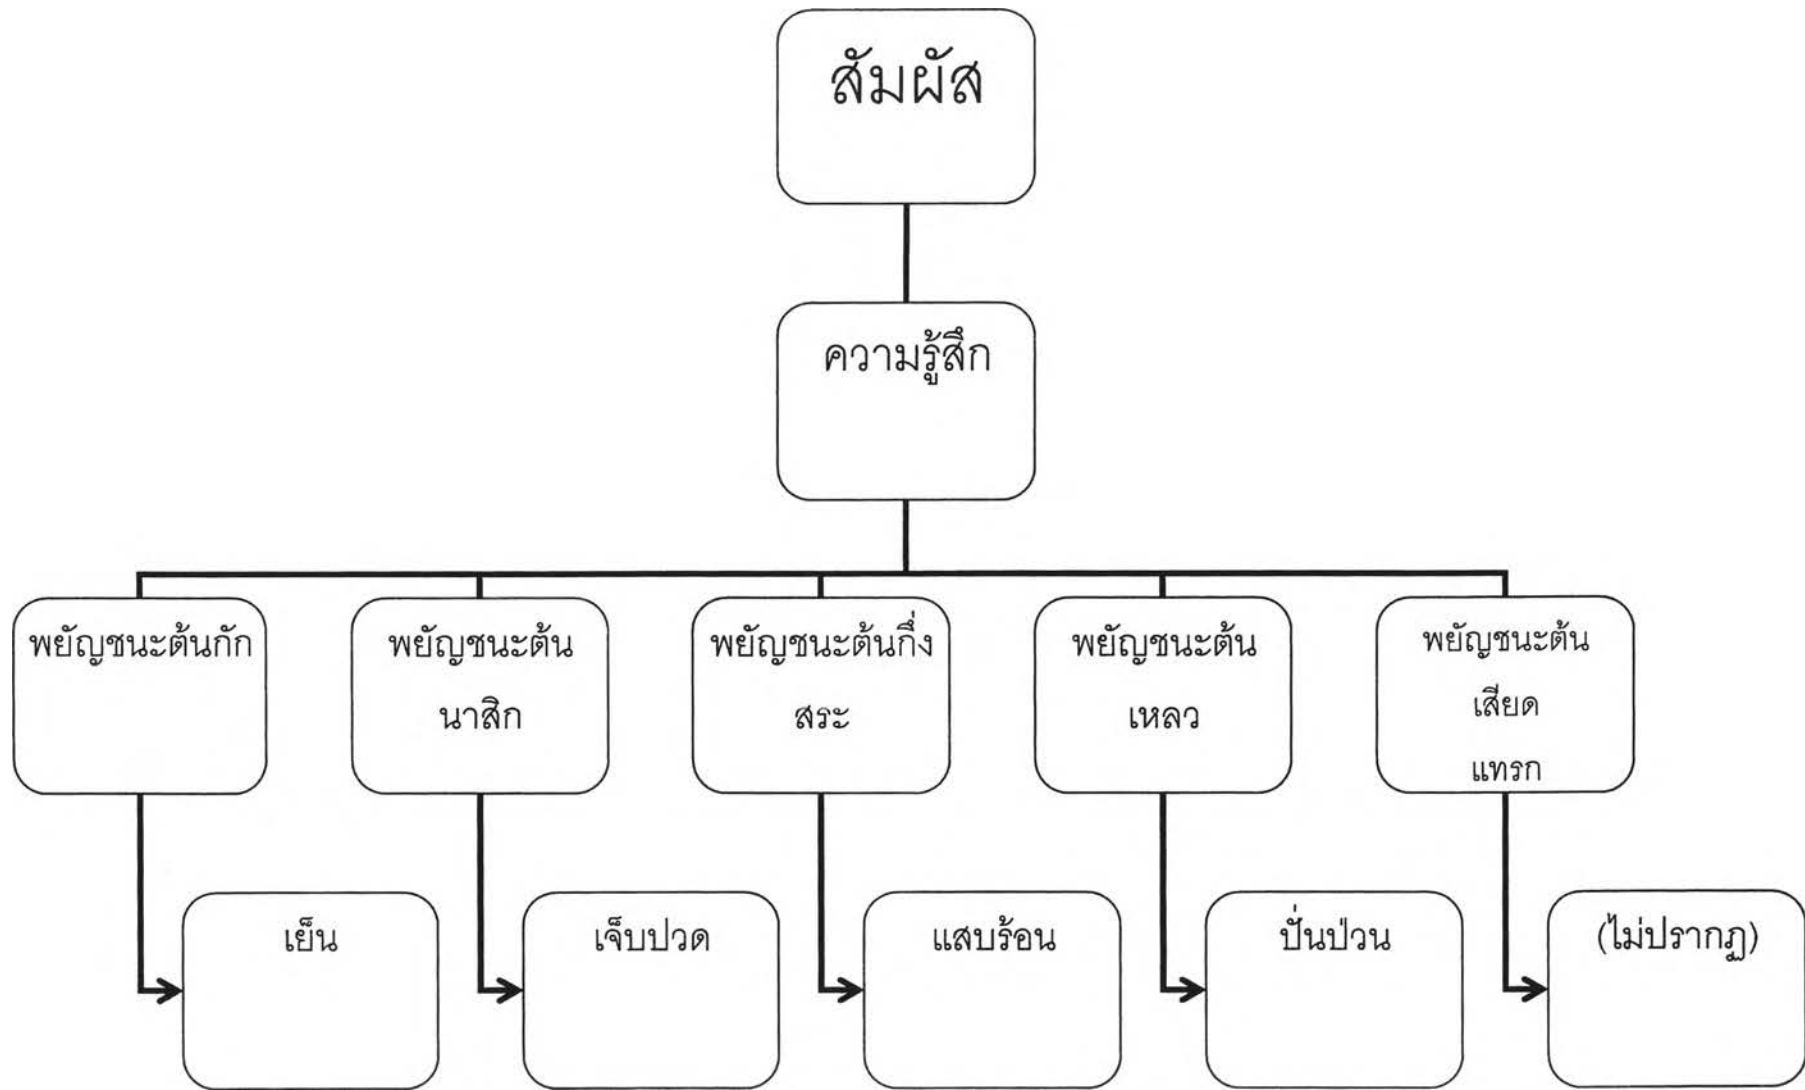 สัมผัส
ความรู้สึก
พยัญชนะต้นกัก
พยัญชนะต้น
นาสิก
พยัญชนะต้นกึ่ง
สระ
พยัญชนะต้น
เหลว
พยัญชนะต้น
เสียด
แทรก
เย็น
เจ็บปวด
แสบร้อน
ปั่นป่วน
(ไม่ปรากฏ)